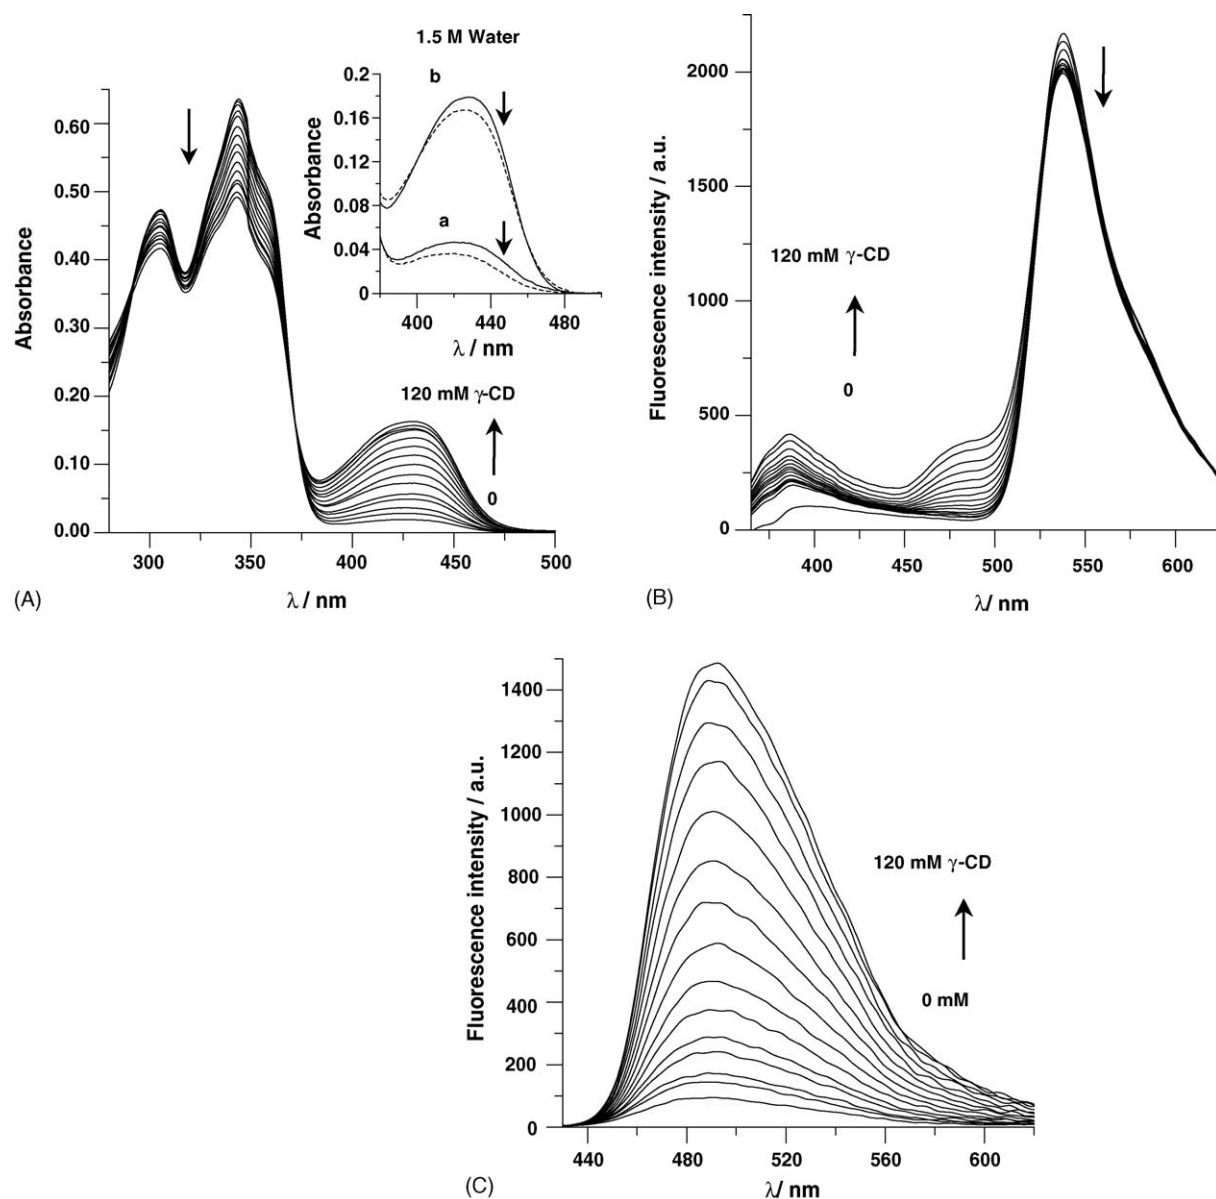 1.5 M Water
0.2
0.16
0.12
0.08
0.04
0
Absorbance
b
a
400
440
480
λ / nm
0.60
0.50
0.40
0.30
0.20
0.10
0.00
Absorbance
120 mM γ-CD
0
300
350
400
450
500
λ / nm
(A)
2000
1500
1000
500
0
Fluorescence intensity / a.u.
120 mM γ-CD
0
400
450
500
550
600
λ/ nm
(B)
1400
1200
1000
800
600
400
200
0
Fluorescence intensity / a.u.
120 mM γ-CD
0 mM
440
480
520
560
600
λ/ nm
(C)